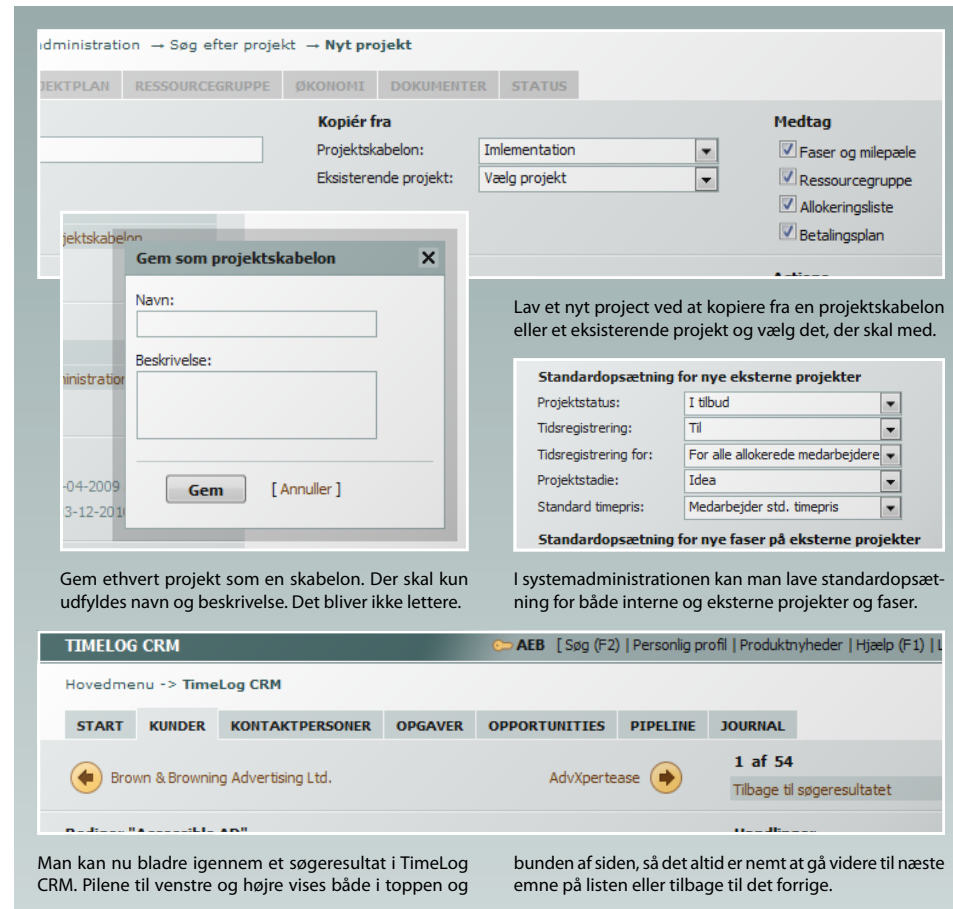 dministration → Søg efter projekt → Nyt projekt
JEKTPLAN RESSOURCEGRUPPE ØKONOMI DOKUMENTER STATUS
Kopiér fra
Medtag
Projektskabelon: Imlementation
Faser og milepæle
Eksisterende projekt: Vælg projekt
Ressourcegruppe
Allokeringsliste
Betalingsplan
jektskabelon
Gem som projektskabelon X
Navn:
Beskrivelse:
ministration
-04-2009
3-12-201
Gem [ Annuller ]
Lav et nyt project ved at kopiere fra en projektskabelon
eller et eksisterende projekt og vælg det, der skal med.
Standardopsætning for nye eksterne projekter
Projektstatus: I tilbud
Tidsregistrering: Til
Tidsregistrering for: For alle allokerede medarbejdere
Projektstadie: Idea
Standard timepris: Medarbejder std. timepris
Standardopsætning for nye faser på eksterne projekter
Gem ethvert projekt som en skabelon. Der skal kun
udfyldes navn og beskrivelse. Det bliver ikke lettere.
I systemadministrationen kan man lave standardopsæt-
ning for både interne og eksterne projekter og faser.
TIMELOG CRM AEB [ Søg (F2) | Personlig profil | Produktnyheder | Hjælp (F1) | L
Hovedmenu -> TimeLog CRM
START KUNDER KONTAKTPERSONER OPGAVER OPPORTUNITIES PIPELINE JOURNAL
Brown & Browning Advertising Ltd. AdvXpertease
1 af 54
Tilbage til søgeresultatet
Man kan nu bladre igennem et søgeresultat i TimeLog
CRM. Pilene til venstre og højre vises både i toppen og
bunden af siden, så det altid er nemt at gå videre til næste
emne på listen eller tilbage til det forrige.